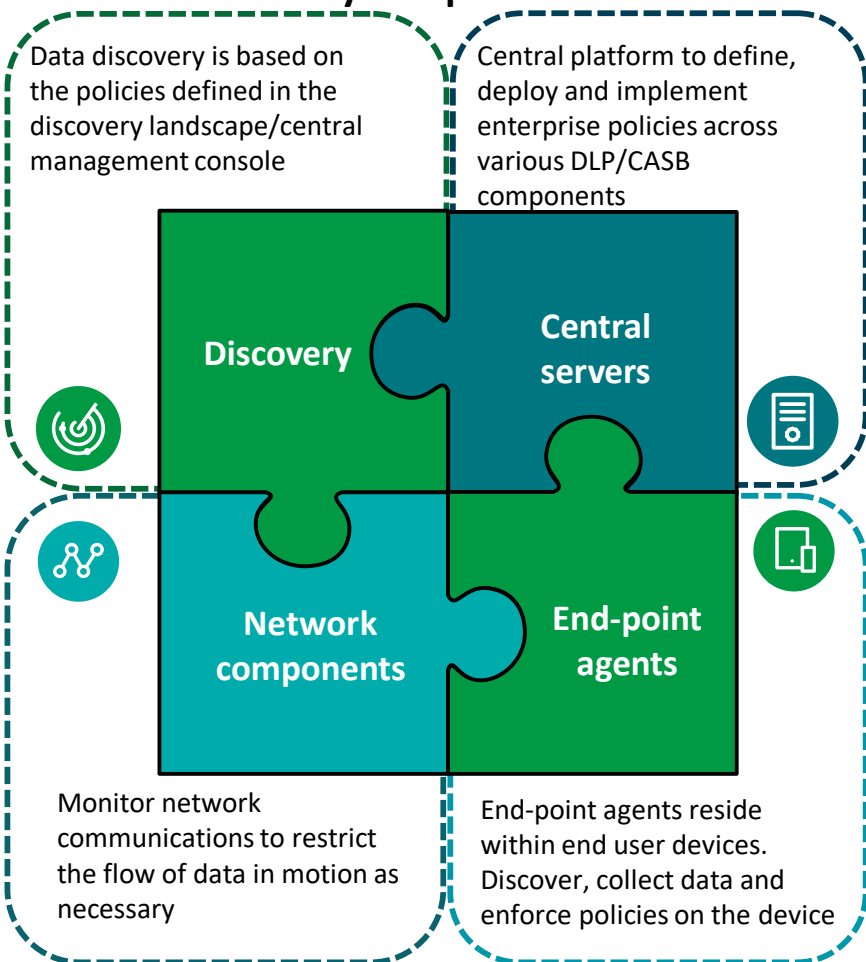 Data discovery is based on
the policies defined in the
discovery landscape/central
management console
Central platform to define,
deploy and implement
enterprise policies across
various DLP/CASB
components
Discovery
Central
servers
Network
components
End-point
agents
Monitor network
communications to restrict
the flow of data in motion as
necessary
End-point agents reside
within end user devices.
Discover, collect data and
enforce policies on the device